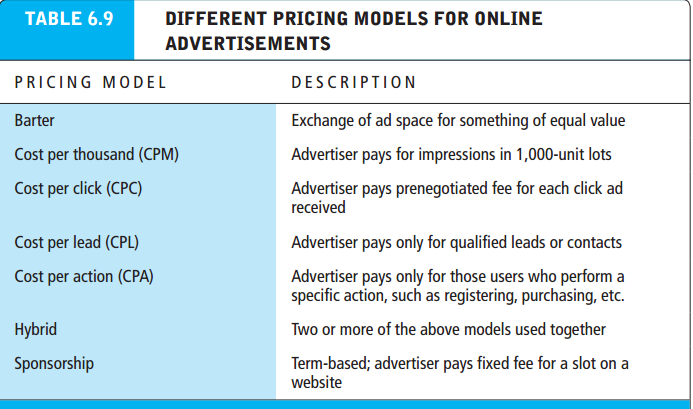 TABLE 6.9
DIFFERENT PRICING MODELS FOR ONLINE
ADVERTISEMENTS
PRICING MODEL
DESCRIPTION
Barter
Exchange of ad space for something of equal value
Cost per thousand (CPM)
Advertiser pays for impressions in 1,000-unit lots
Cost per click (CPC)
Advertiser pays prenegotiated fee for each click ad
received
Cost per lead (CPL)
Advertiser pays only for qualified leads or contacts
Cost per action (CPA)
Advertiser pays only for those users who perform a
specific action, such as registering, purchasing, etc.
Hybrid
Two or more of the above models used together
Sponsorship
Term-based; advertiser pays fixed fee for a slot on a
website